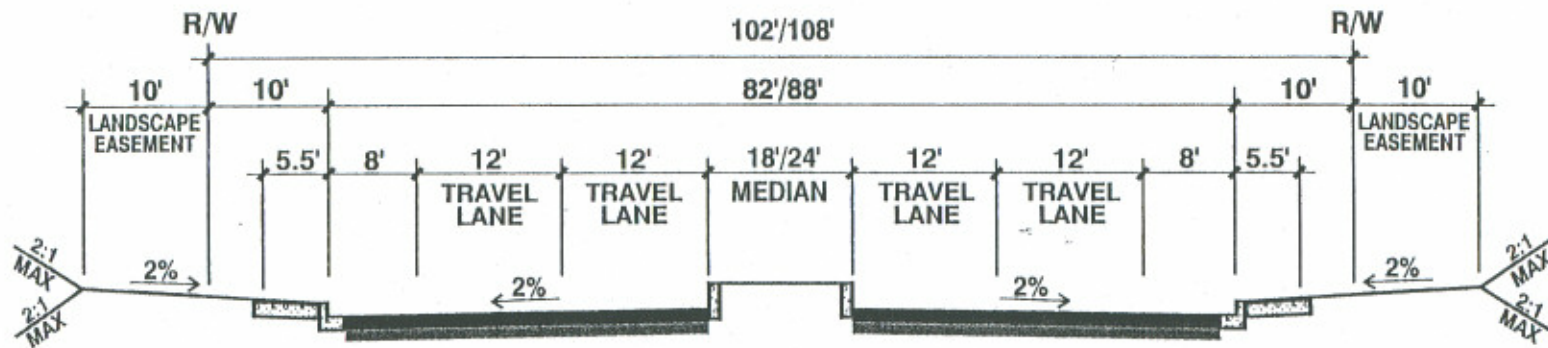 R/W
102'/108'
R/W
10'
10'
82'/88'
10'
10'
LANDSCAPE
EASEMENT
LANDSCAPE
EASEMENT
5.5'
8'
12'
12'
18'/24'
12'
12'
8'
5.5'
TRAVEL
LANE
TRAVEL
LANE
MEDIAN
TRAVEL
LANE
TRAVEL
LANE
2:1
MAX
2%
2%
2%
2%
2:1
MAX
2:1
MAX
2:1
MAX